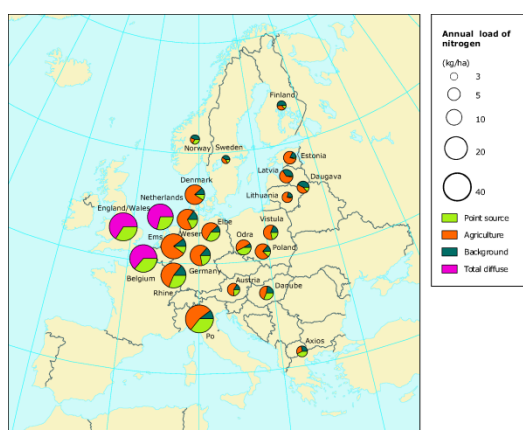 Finland
Norway
Sweden
Estonia
Latvia
Daugava
Lithuania
Denmark
Netherlands
England/Wales
Elbe
Vistula
Weser
Ems
Odra
Poland
Germany
Belgium
Rhine
Austria
Danube
Po
Axios
Annual load of
nitrogen
(kg/ha)
3
5
10
20
40
Point source
Agriculture
Background
Total diffuse